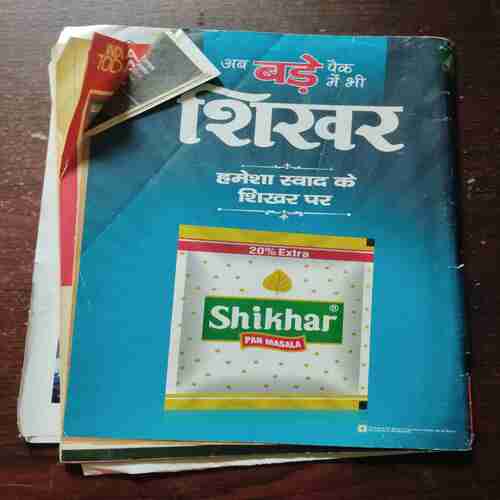 अब बड़े पैक में भी
शिखर
हमेशा स्वाद के
शिखर पर
20% Extra
Shikhar®
PAN MASALA